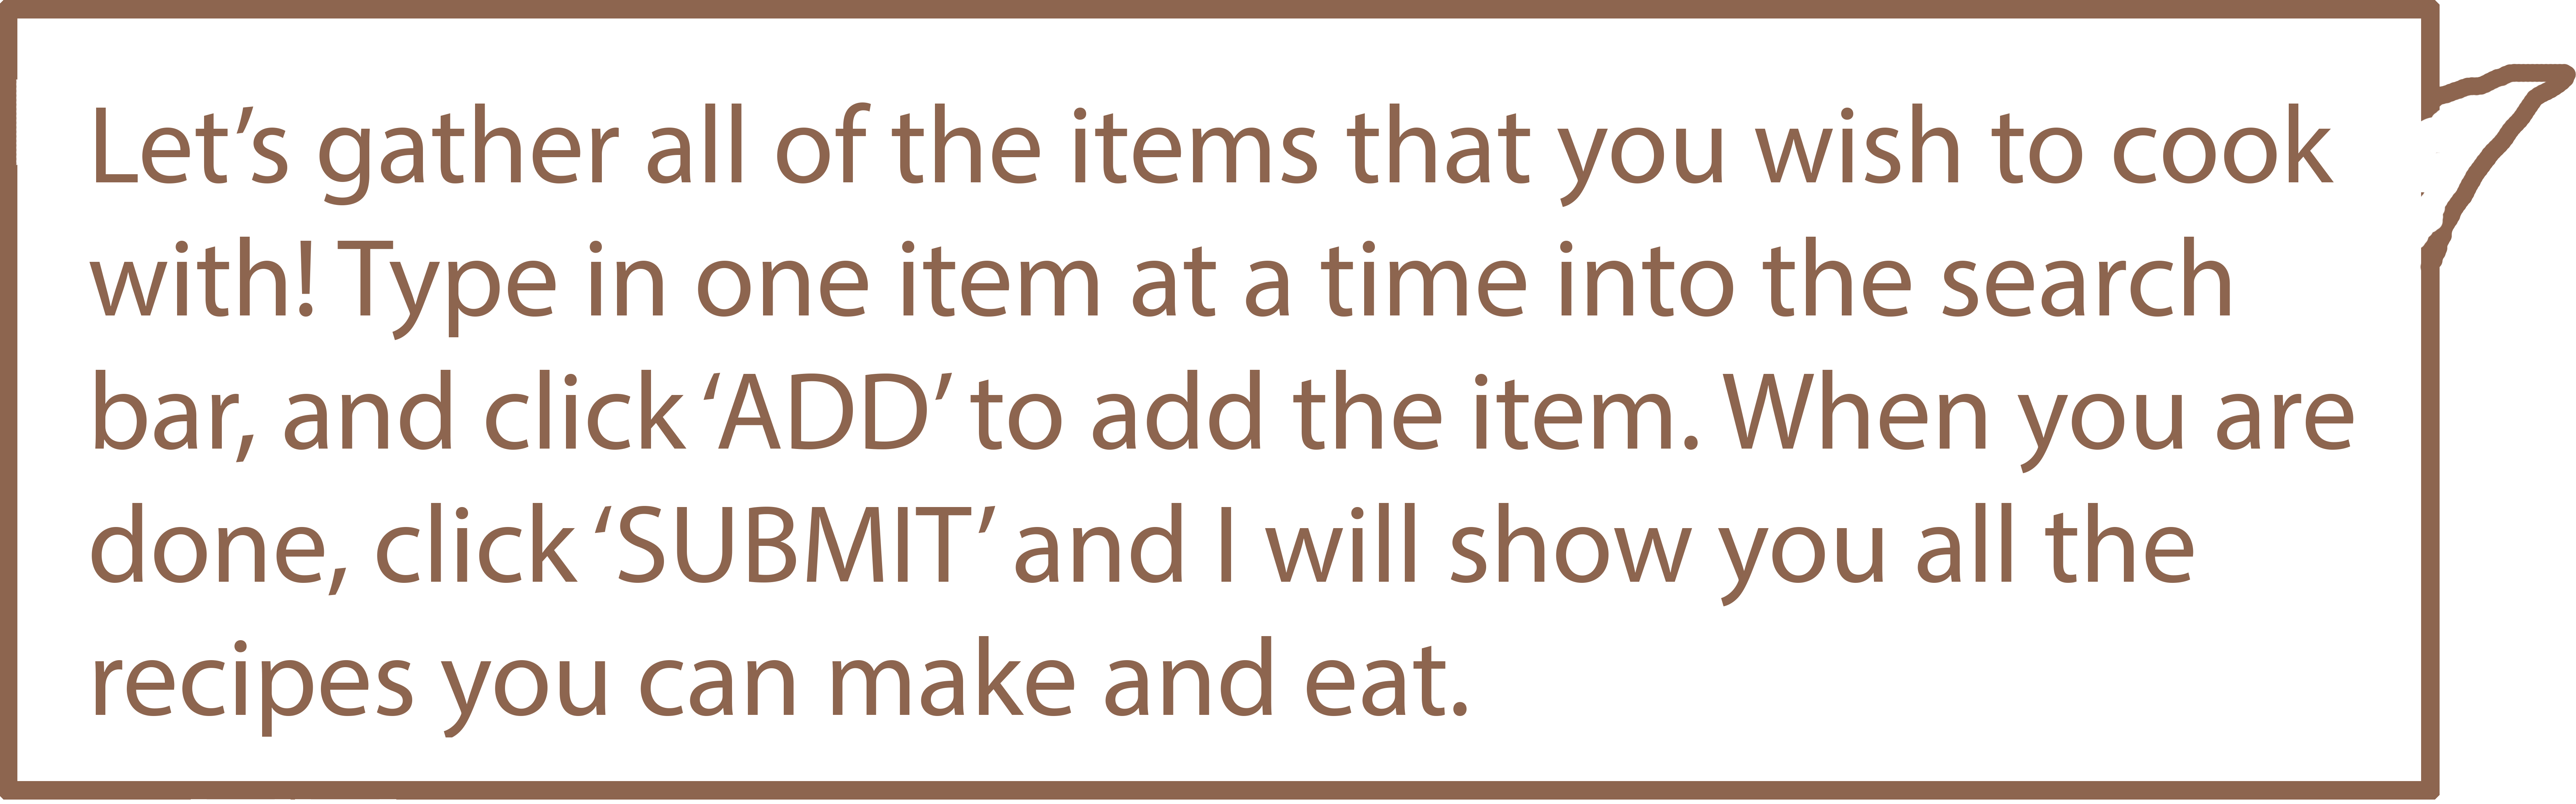 Let’s gather all of the items that you wish to cook
with! Type in one item at a time into the search
bar, and click ‘ADD’ to add the item. When you are
done, click ‘SUBMIT’ and I will show you all the
recipes you can make and eat.